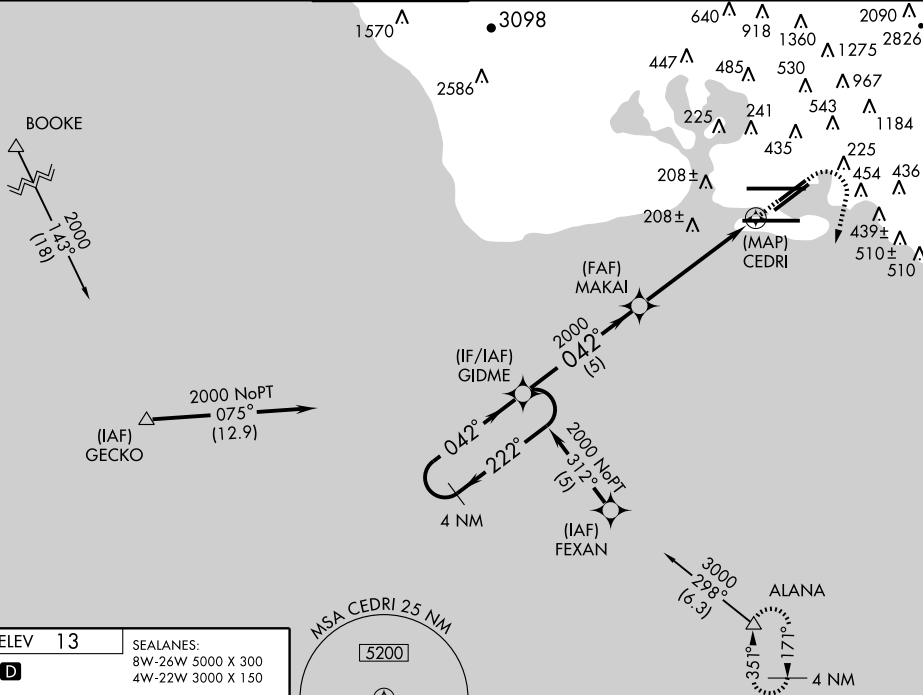 1570
3098
640
918
1360
2090
2826
1275
447
485
530
967
2586
225
241
543
1184
435
BOOKE
225
208±
454
436
208±
439±
510±
510
2000
143°
(18)
(MAP)
CEDRI
(FAF)
MAKAI
2000
042°
(5)
(IF/IAF)
GIDME
2000 NoPT
075°
(12.9)
(IAF)
GECKO
042°
222°
4 NM
2000 NoPT
312°
(5)
(IAF)
FEXAN
3000
298°
(6.3)
ALANA
351°
171°
4 NM
MSA CEDRI 25 NM
5200
ELEV 13
D
SEALANES:
8W-26W 5000 X 300
4W-22W 3000 X 150